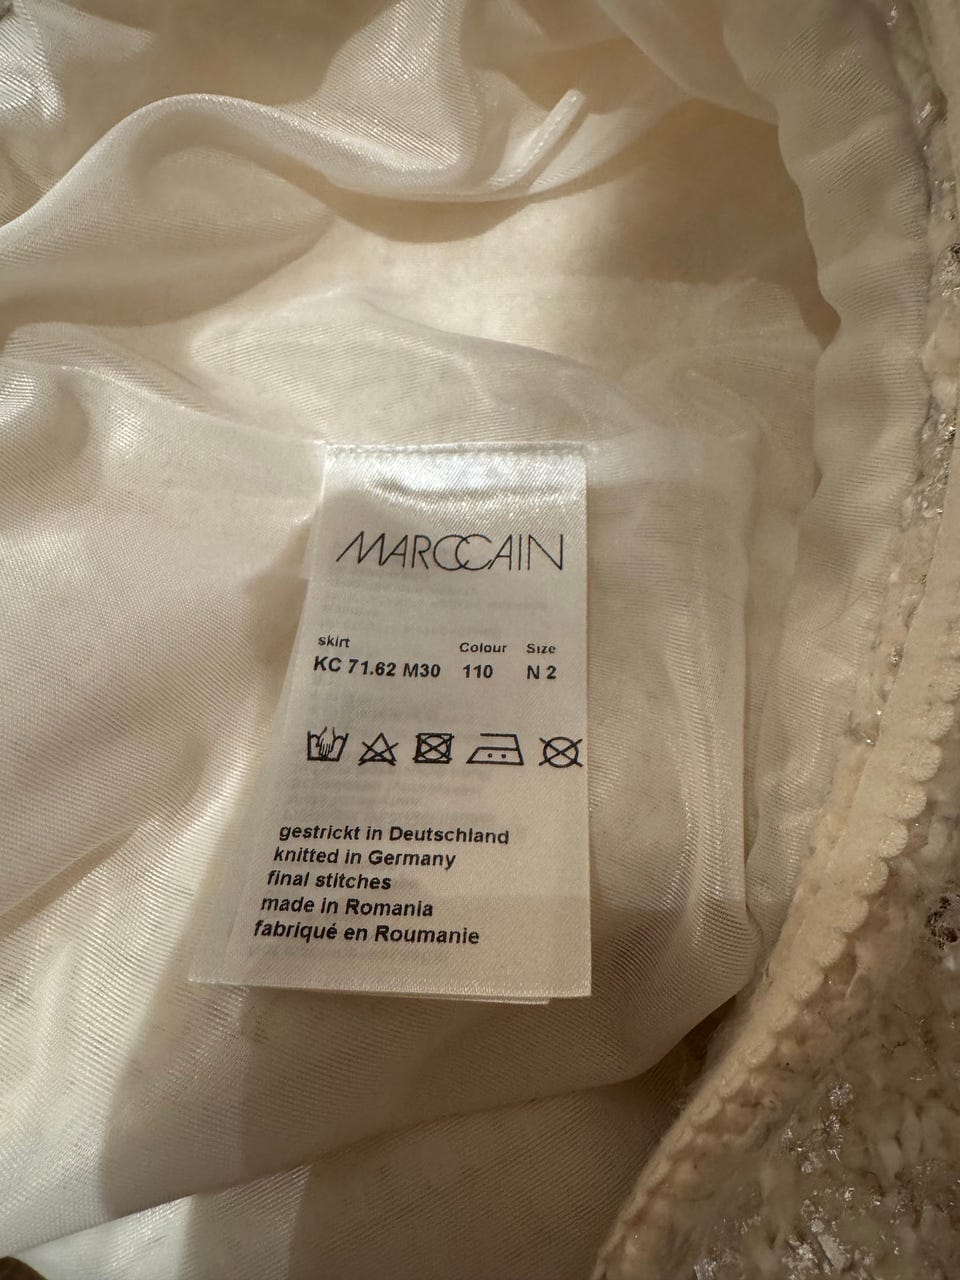 MARCCAIN
skirt Colour Size
KC 71.62 M30 110 N 2
gestrickt in Deutschland
knitted in Germany
final stitches
made in Romania
fabriqué en Roumanie